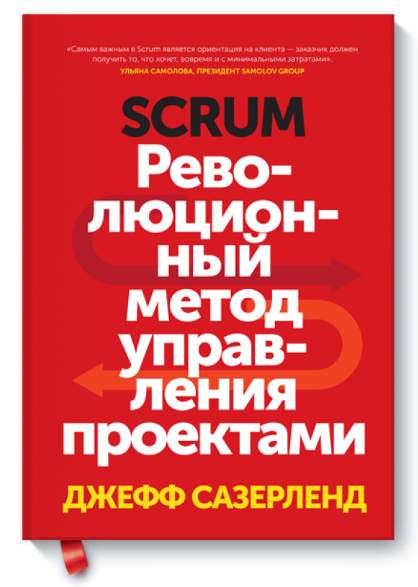 «Самым важным в Scrum является ориентация на клиента — заказчик должен
получить то, что хочет, вовремя и с минимальными затратами».
УЛЬЯНА САМОЛОВА, ПРЕЗИДЕНТ SAMOLOV GROUP
SCRUM
Рево-
люцион-
ный
метод
управ-
ления
проектами
ДЖЕФФ САЗЕРЛЕНД